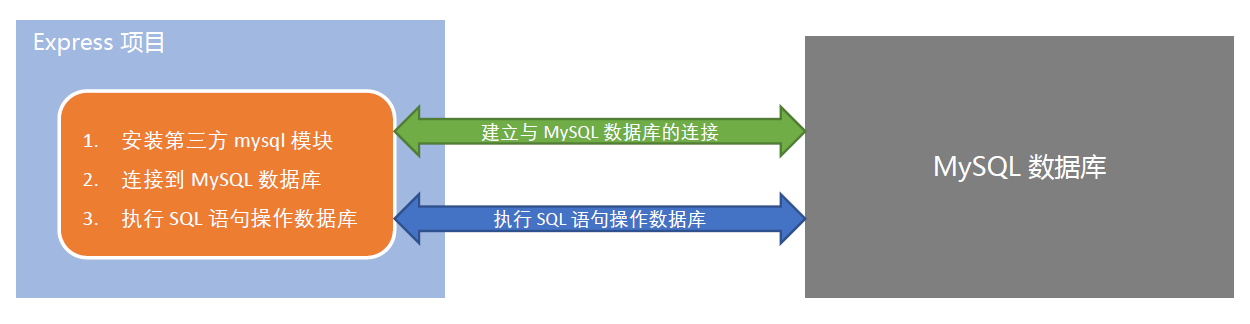 Express 项目
1. 安装第三方 mysql 模块
2. 连接到 MySQL 数据库
3. 执行 SQL 语句操作数据库
建立与 MySQL 数据库的连接
执行 SQL 语句操作数据库
MySQL 数据库